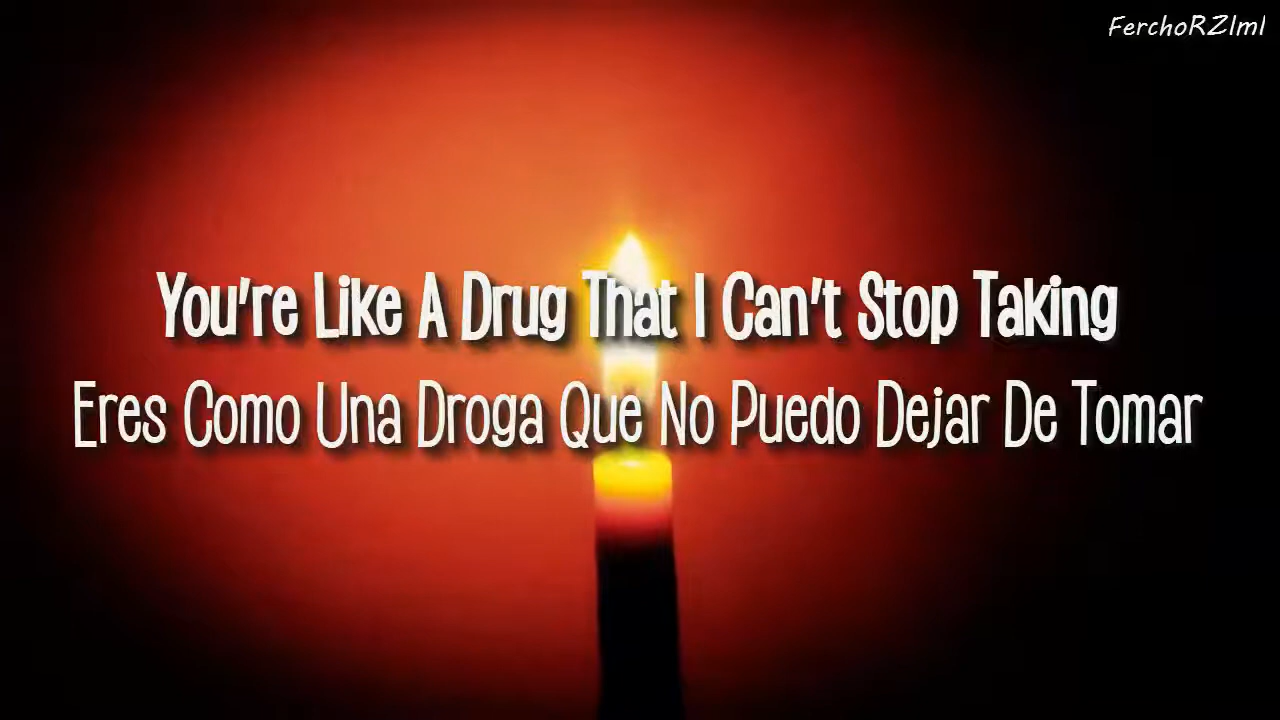 FerchoRZlml
You're Like A Drug That I Can't Stop Taking
Eres Como Una Droga Que No Puedo Dejar De Tomar